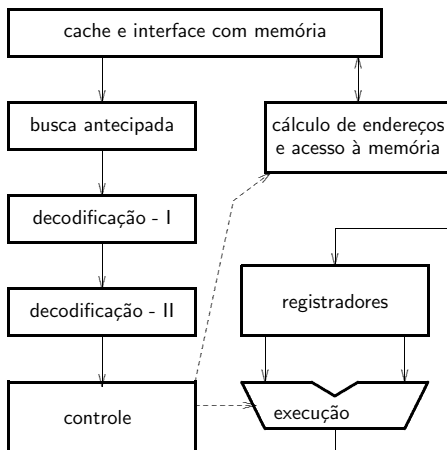 cache e interface com memória
busca antecipada
cálculo de endereços
e acesso à memória
decodificação - I
decodificação - II
registradores
controle
execução